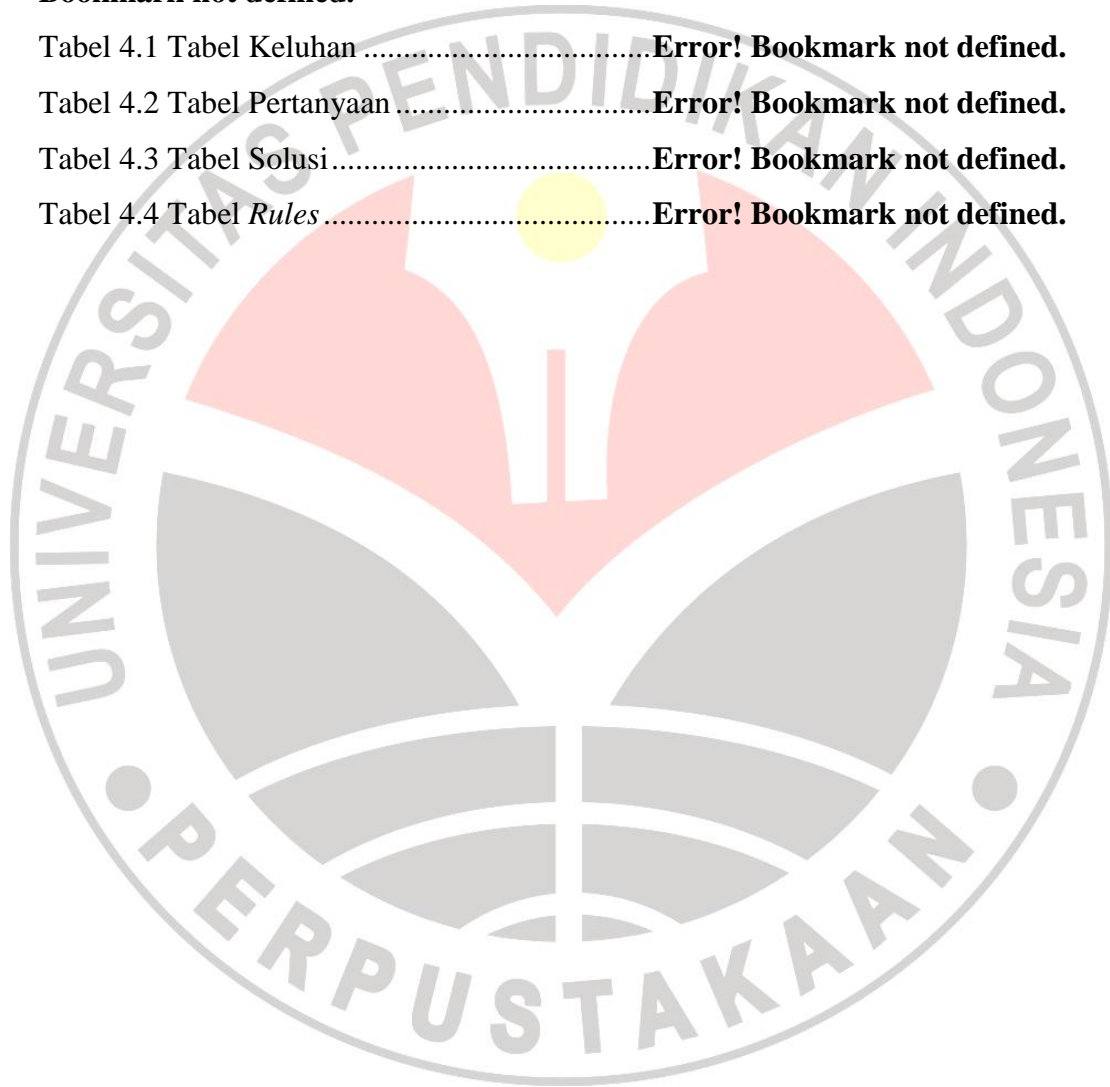 Bookmark not defined.
Tabel 4.1 Tabel Keluhan ..................................Error! Bookmark not defined.
Tabel 4.2 Tabel Pertanyaan ..............................Error! Bookmark not defined.
Tabel 4.3 Tabel Solusi......................................Error! Bookmark not defined.
Tabel 4.4 Tabel Rules.......................................Error! Bookmark not defined.
UNIVERSITAS PENDIDIKAN INDONESIA
PERPUSTAKAAN